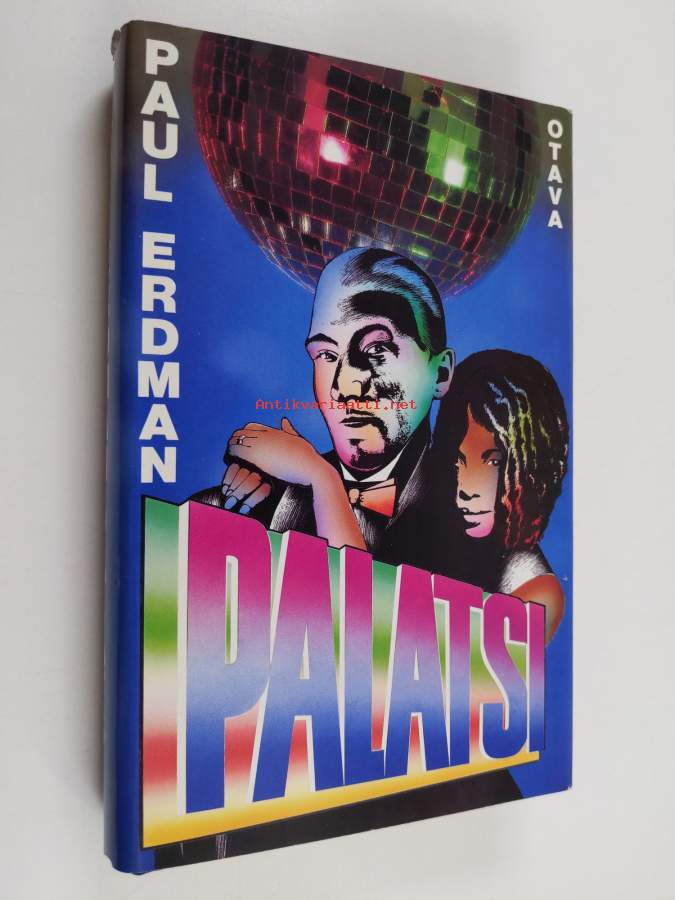 PAUL ERDMAN
OTAVA
Antikvariaatti.net
PALATSI